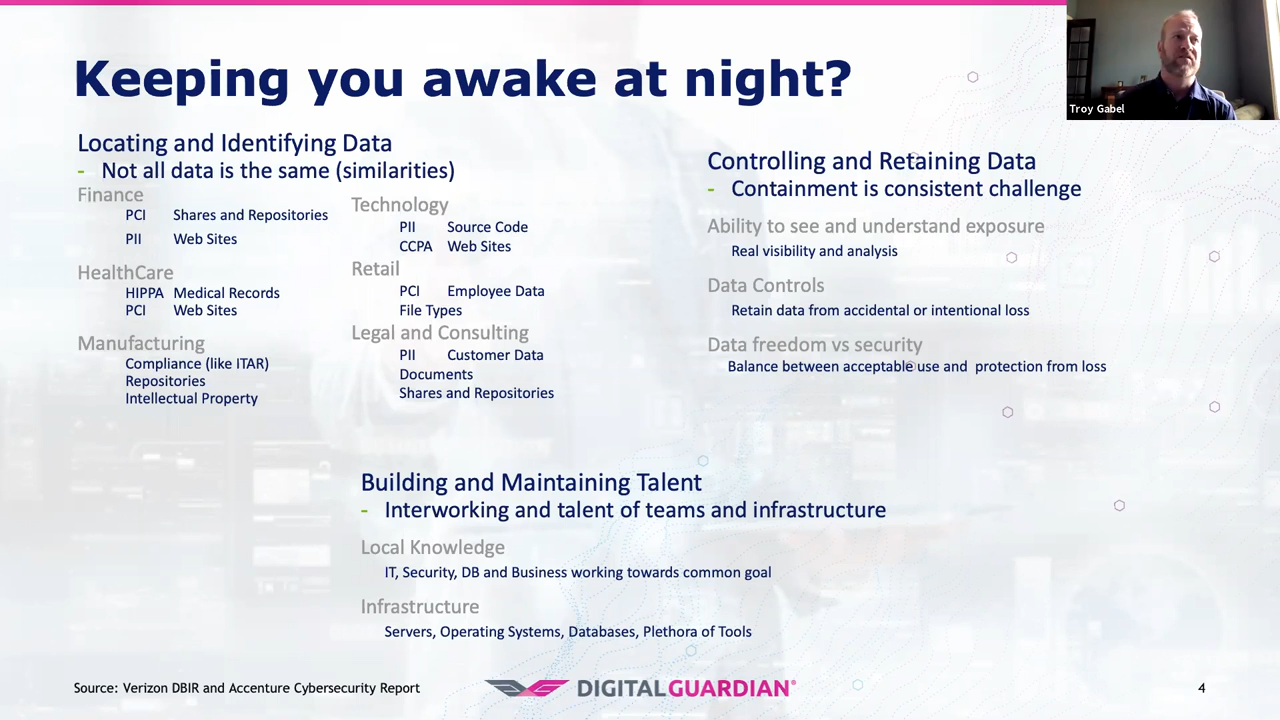 Keeping you awake at night?
Troy Gabel
Locating and Identifying Data
- Not all data is the same (similarities)
Finance
PCI Shares and Repositories
PII Web Sites
HealthCare
HIPPA Medical Records
PCI Web Sites
Manufacturing
Compliance (like ITAR)
Repositories
Intellectual Property
Technology
PII Source Code
CCPA Web Sites
Retail
PCI Employee Data
File Types
Legal and Consulting
PII Customer Data
Documents
Shares and Repositories
Controlling and Retaining Data
- Containment is consistent challenge
Ability to see and understand exposure
Real visibility and analysis
Data Controls
Retain data from accidental or intentional loss
Data freedom vs security
Balance between acceptable use and protection from loss
Building and Maintaining Talent
- Interworking and talent of teams and infrastructure
Local Knowledge
IT, Security, DB and Business working towards common goal
Infrastructure
Servers, Operating Systems, Databases, Plethora of Tools
Source: Verizon DBIR and Accenture Cybersecurity Report
DIGITALGUARDIAN®
4